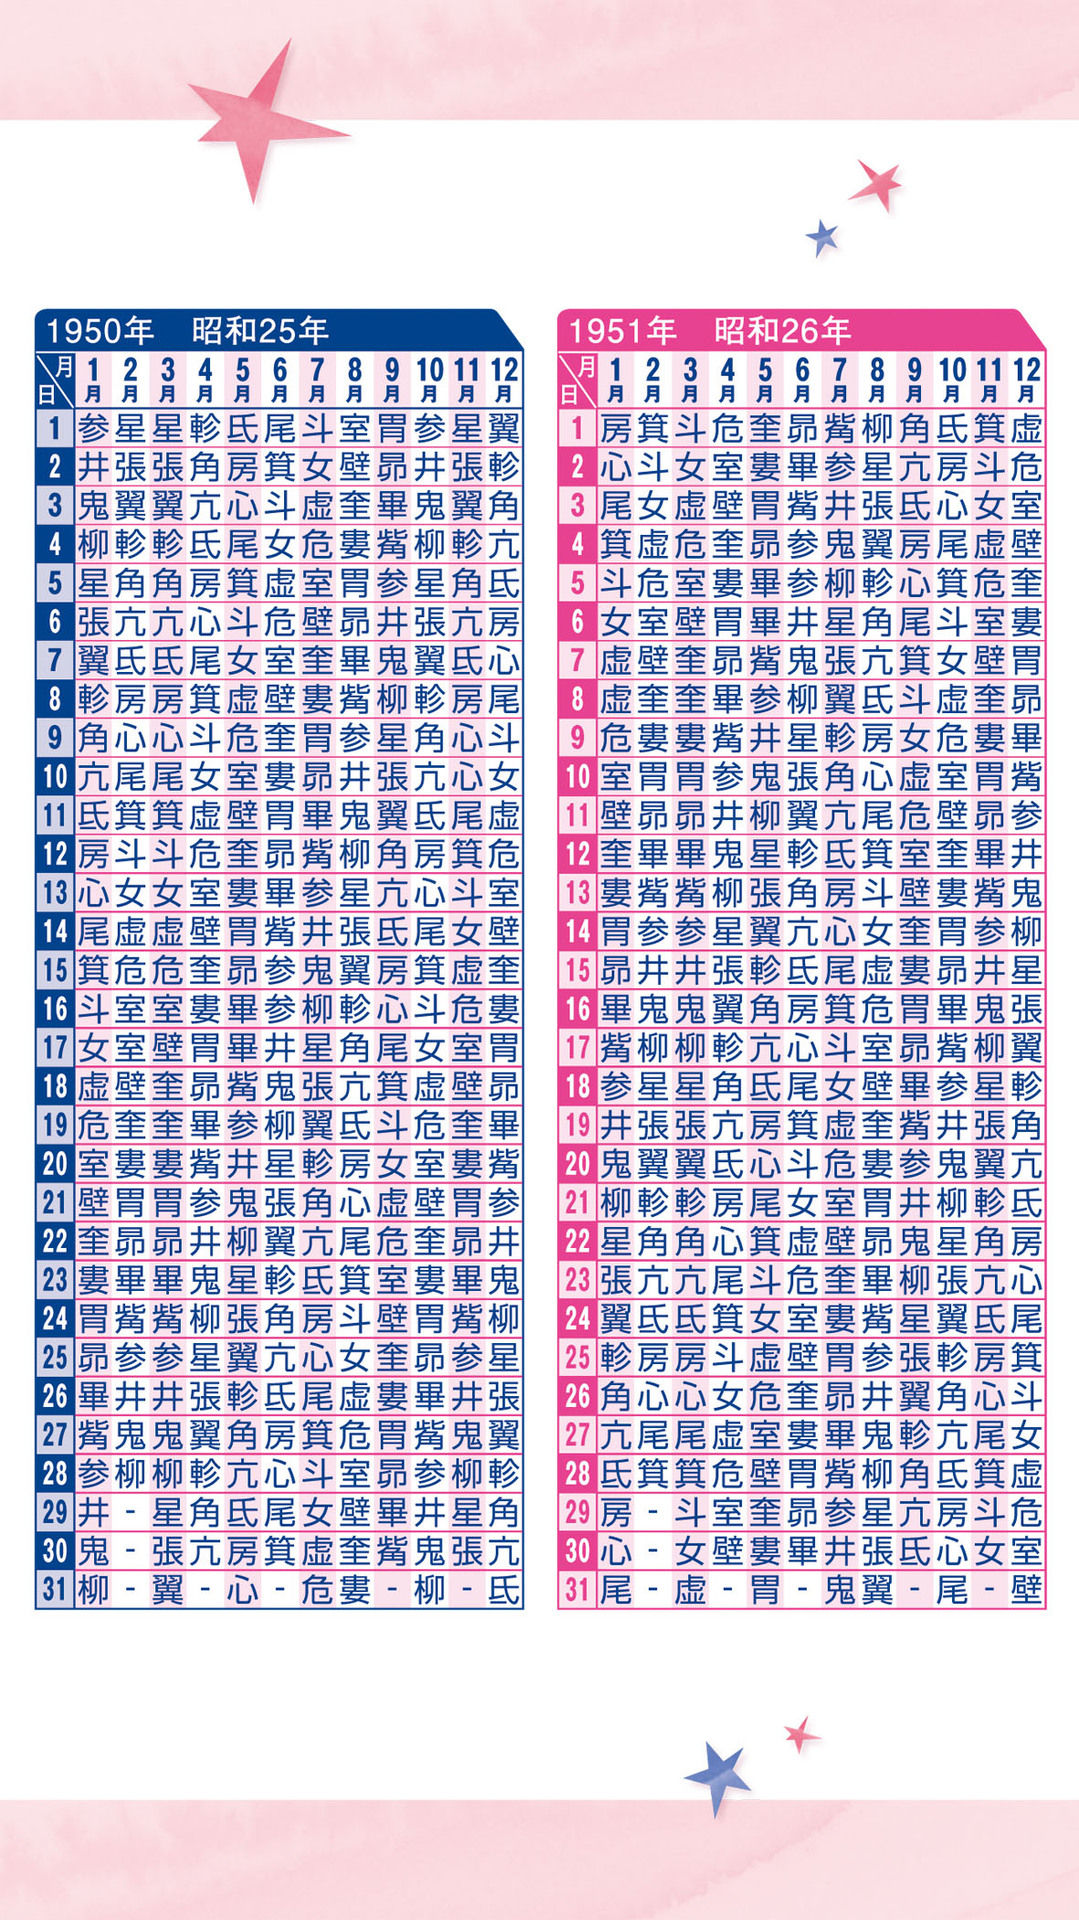 1950年 昭和25年
月 日 1月 2月 3月 4月 5月 6月 7月 8月 9月 10月 11月 12月
1 参 星 星 軫 氐 尾 斗 室 胃 参 星 翼
2 井 張 張 角 房 箕 女 壁 昴 井 張 軫
3 鬼 翼 翼 亢 心 斗 虚 奎 畢 鬼 翼 角
4 柳 軫 軫 氐 尾 女 危 婁 觜 柳 軫 亢
5 星 角 角 房 箕 虚 室 胃 参 星 角 氐
6 張 亢 亢 心 斗 危 壁 昴 井 張 亢 房
7 翼 氐 氐 尾 女 室 奎 畢 鬼 翼 氐 心
8 軫 房 房 箕 虚 壁 婁 觜 柳 軫 房 尾
9 角 心 心 斗 危 奎 胃 参 星 角 心 斗
10 亢 尾 尾 女 室 婁 昴 井 張 亢 心 女
11 氐 箕 箕 虚 壁 胃 畢 鬼 翼 氐 尾 虚
12 房 斗 斗 危 奎 昴 觜 柳 角 房 箕 危
13 心 女 女 室 婁 畢 参 星 亢 心 斗 室
14 尾 虚 虚 壁 胃 觜 井 張 氐 尾 女 壁
15 箕 危 危 奎 昴 参 鬼 翼 房 箕 虚 奎
16 斗 室 室 婁 畢 参 柳 軫 心 斗 危 婁
17 女 室 壁 胃 畢 井 星 角 尾 女 室 胃
18 虚 壁 奎 昴 觜 鬼 張 亢 箕 虚 壁 昴
19 危 奎 奎 畢 参 柳 翼 氐 斗 危 奎 畢
20 室 婁 婁 觜 井 星 軫 房 女 室 婁 觜
21 壁 胃 胃 参 鬼 張 角 心 虚 壁 胃 参
22 奎 昴 昴 井 柳 翼 亢 尾 危 奎 昴 井
23 婁 畢 畢 鬼 星 軫 氐 箕 室 婁 畢 鬼
24 胃 觜 觜 柳 張 角 房 斗 壁 胃 觜 柳
25 昴 参 参 星 翼 亢 心 女 奎 昴 参 星
26 畢 井 井 張 軫 氐 尾 虚 婁 畢 井 張
27 觜 鬼 鬼 翼 角 房 箕 危 胃 觜 鬼 翼
28 参 柳 柳 軫 亢 心 斗 室 昴 参 柳 軫
29 井 - 星 角 氐 尾 女 壁 畢 井 星 角
30 鬼 - 張 亢 房 箕 虚 奎 觜 鬼 張 亢
31 柳 - 翼 - 心 - 危 婁 - 柳 - 氐
1951年 昭和26年
月 日 1月 2月 3月 4月 5月 6月 7月 8月 9月 10月 11月 12月
1 房 箕 斗 危 奎 昴 觜 柳 角 氐 箕 虚
2 心 斗 女 室 婁 畢 参 星 亢 房 斗 危
3 尾 女 虚 壁 胃 觜 井 張 氐 心 女 室
4 箕 虚 危 奎 昴 参 鬼 翼 房 尾 虚 壁
5 斗 危 室 婁 畢 参 柳 軫 心 箕 危 奎
6 女 室 壁 胃 畢 井 星 角 尾 斗 室 婁
7 虚 壁 奎 昴 觜 鬼 張 亢 箕 女 壁 胃
8 虚 奎 奎 畢 参 柳 翼 氐 斗 虚 奎 昴
9 危 婁 婁 觜 井 星 軫 房 女 危 婁 畢
10 室 胃 胃 参 鬼 張 角 心 虚 室 胃 觜
11 壁 昴 昴 井 柳 翼 亢 尾 危 壁 昴 参
12 奎 畢 畢 鬼 星 軫 氐 箕 室 奎 畢 井
13 婁 觜 觜 柳 張 角 房 斗 壁 婁 觜 鬼
14 胃 参 参 星 翼 亢 心 女 奎 胃 参 柳
15 昴 井 井 張 軫 氐 尾 虚 婁 昴 井 星
16 畢 鬼 鬼 翼 角 房 箕 危 胃 畢 鬼 張
17 觜 柳 柳 軫 亢 心 斗 室 昴 觜 柳 翼
18 参 星 星 角 氐 尾 女 壁 畢 参 星 軫
19 井 張 張 亢 房 箕 虚 奎 觜 井 張 角
20 鬼 翼 翼 氐 心 斗 危 婁 参 鬼 翼 亢
21 柳 軫 軫 房 尾 女 室 胃 井 柳 軫 氐
22 星 角 角 心 箕 虚 壁 昴 鬼 星 角 房
23 張 亢 亢 尾 斗 危 奎 畢 柳 張 亢 心
24 翼 氐 氐 箕 女 室 婁 觜 星 翼 氐 尾
25 軫 房 房 斗 虚 壁 胃 参 張 軫 房 箕
26 角 心 心 女 危 奎 昴 井 翼 角 心 斗
27 亢 尾 尾 虚 室 婁 畢 鬼 軫 亢 尾 女
28 氐 箕 箕 危 壁 胃 觜 柳 角 氐 箕 虚
29 房 - 斗 室 奎 昴 参 星 亢 房 斗 危
30 心 - 女 壁 婁 畢 井 張 氐 心 女 室
31 尾 - 虚 - 胃 - 鬼 翼 - 尾 - 壁